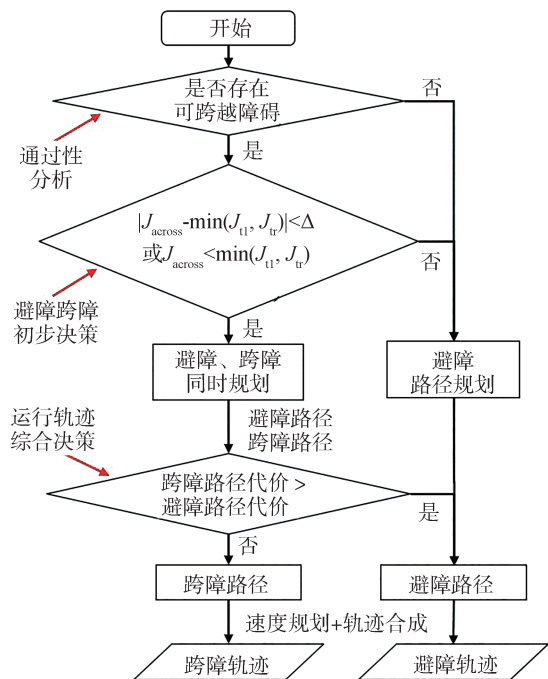 开始
是否存在
可跨越障碍
否
通过性
分析
是
|Jacross-min(Jt1, Jtr)|<Δ
或Jacross<min(Jt1, Jtr)
否
避障跨障
初步决策
是
避障、跨障
同时规划
避障
路径规划
运行轨迹
综合决策
避障路径
跨障路径
跨障路径代价 >
避障路径代价
是
否
跨障路径
避障路径
速度规划+轨迹合成
跨障轨迹
避障轨迹